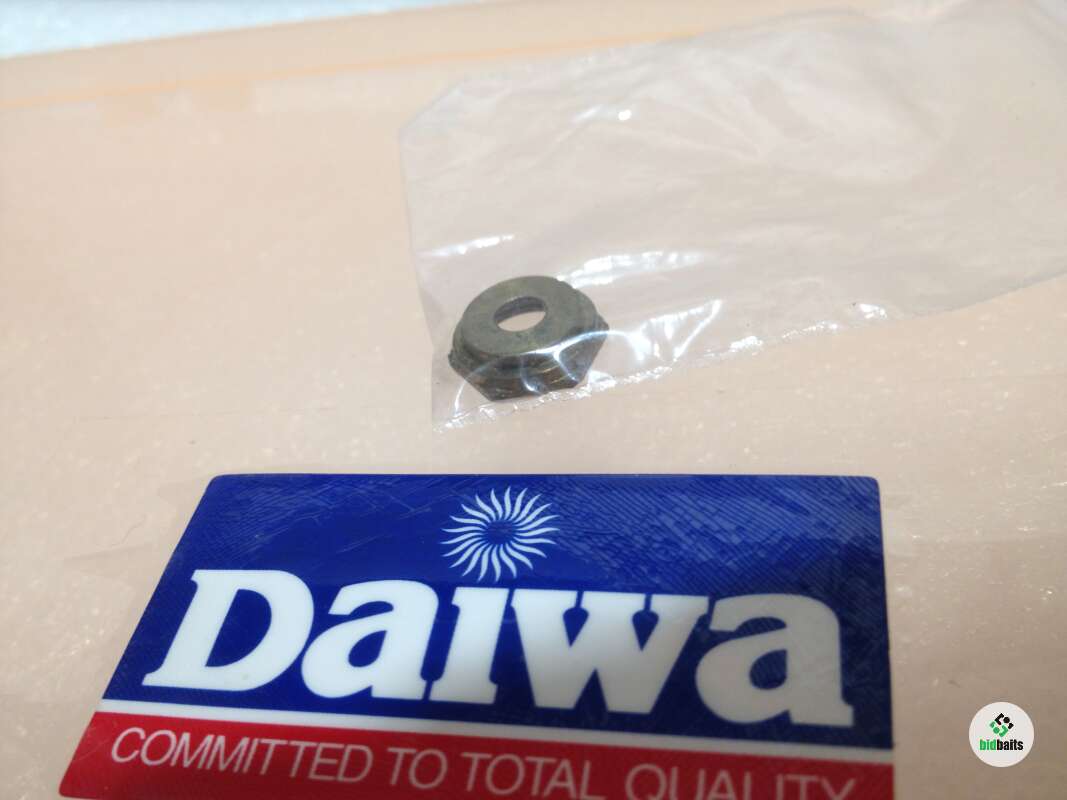 Daiwa
COMMITTED TO TOTAL QUALITY
bidbaits